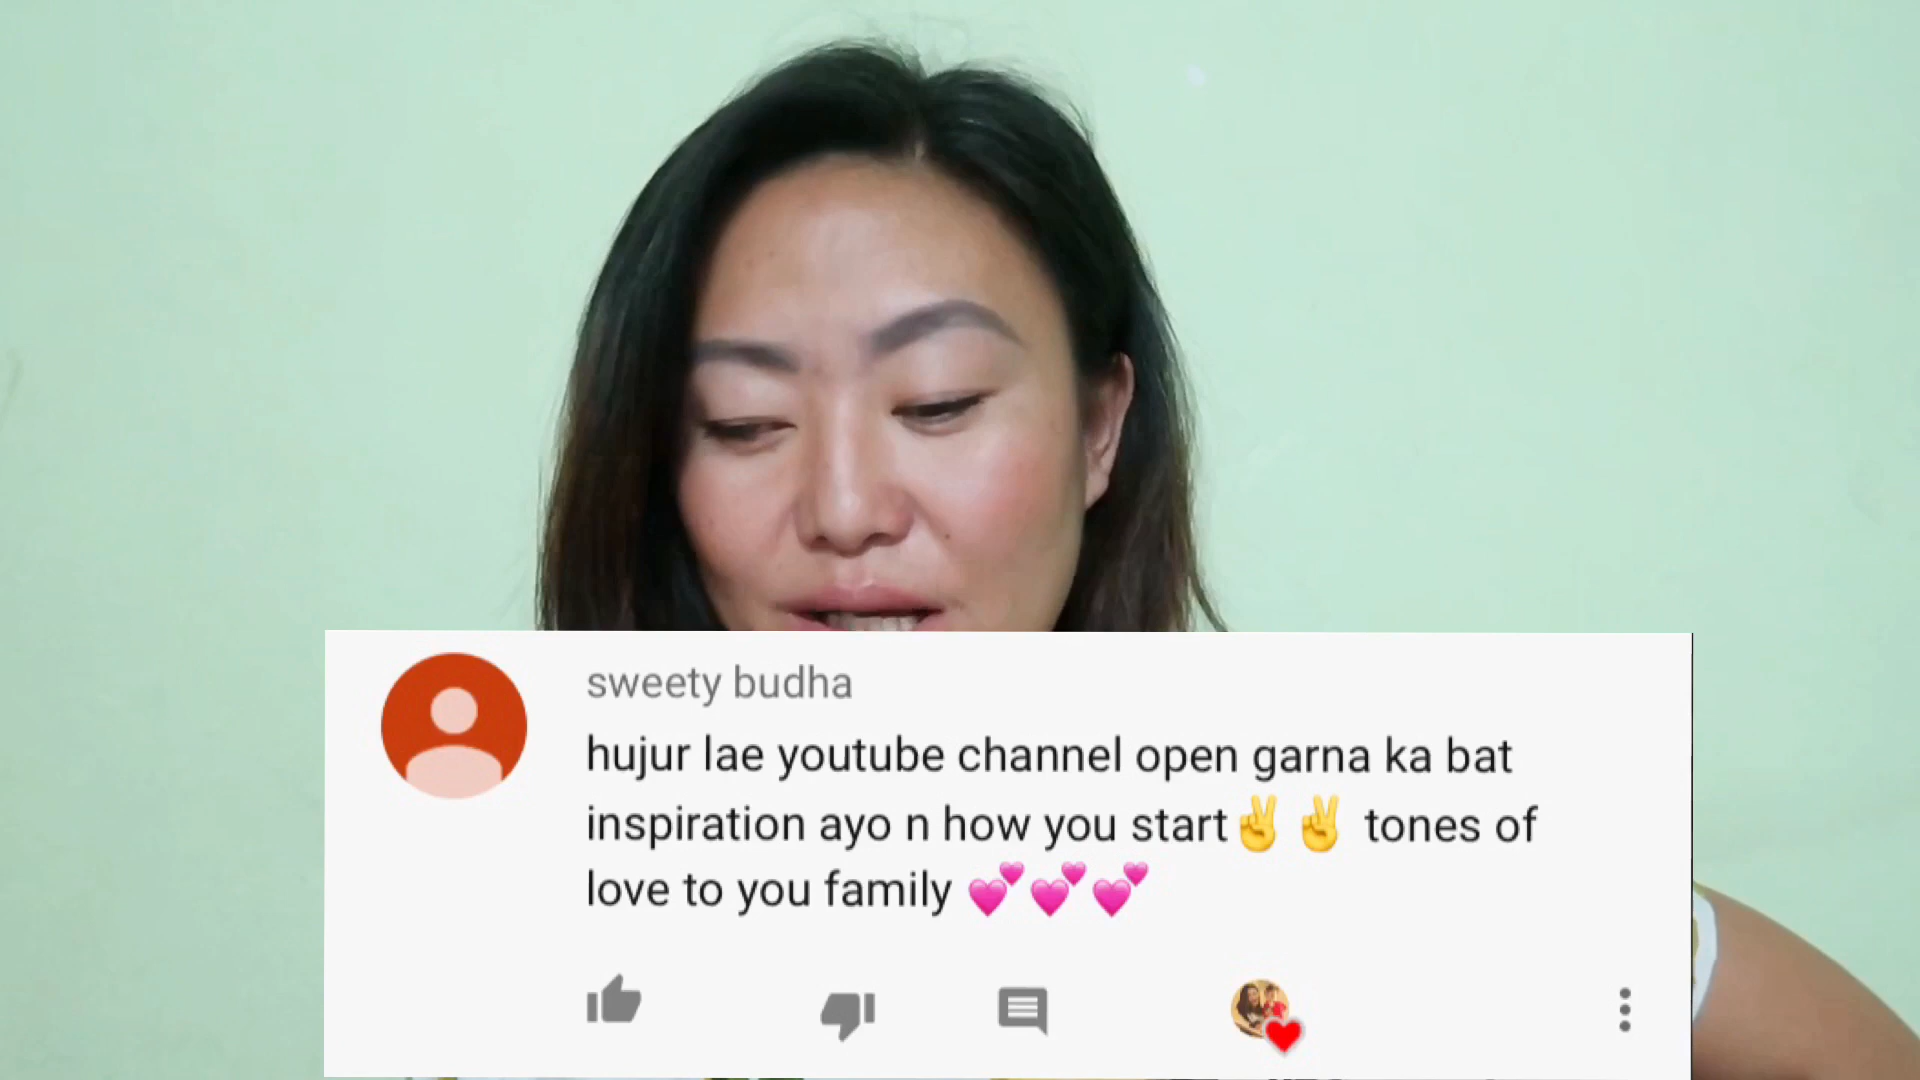 sweety budha
hujur lae youtube channel open garna ka bat
inspiration ayo n how you start✌️✌️ tones of
love to you family 💕💕💕